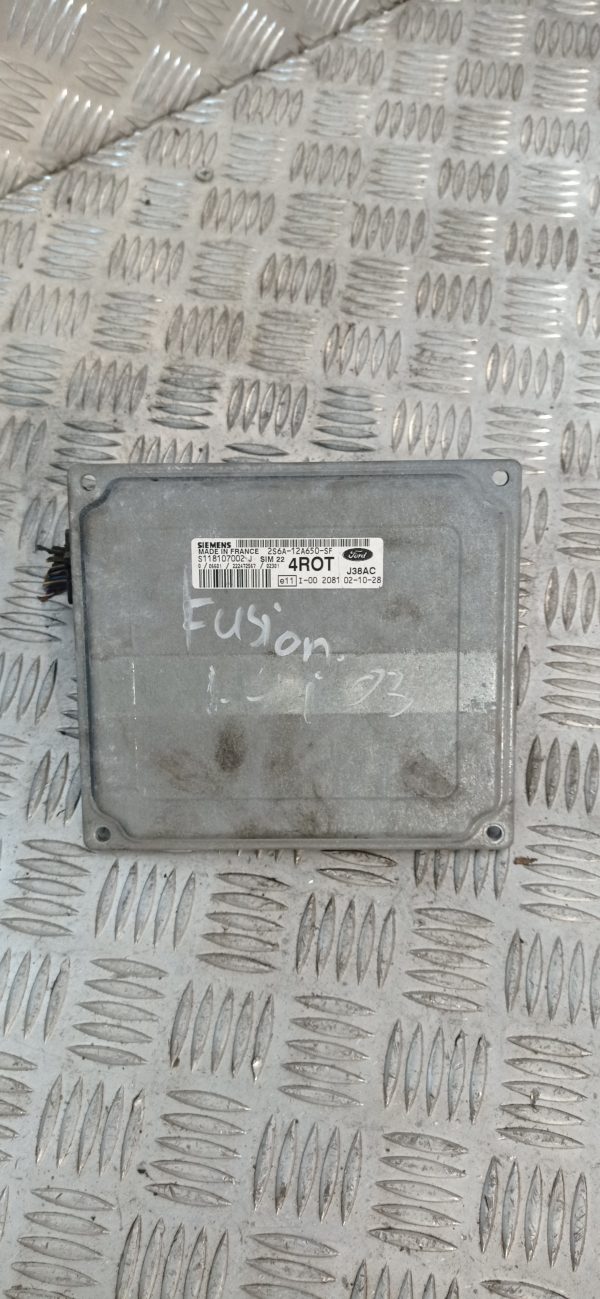 SIEMENS
MADE IN FRANCE 2S6A-12A650-SF
S118107002 J SIM 22 4ROT Ford
J38AC
e11 I-00 2081 02-10-28
Fusion.
03